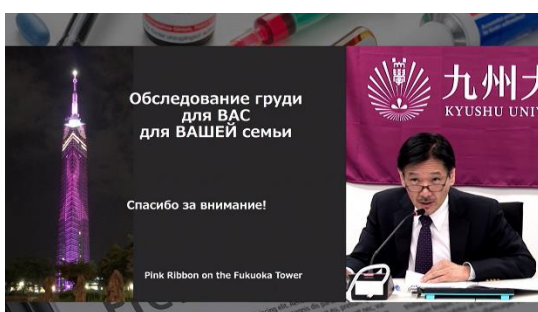 Обследование груди
для ВАС
для ВАШЕЙ семьи
Спасибо за внимание!
Pink Ribbon on the Fukuoka Tower
九州大
KYUSHU UNI